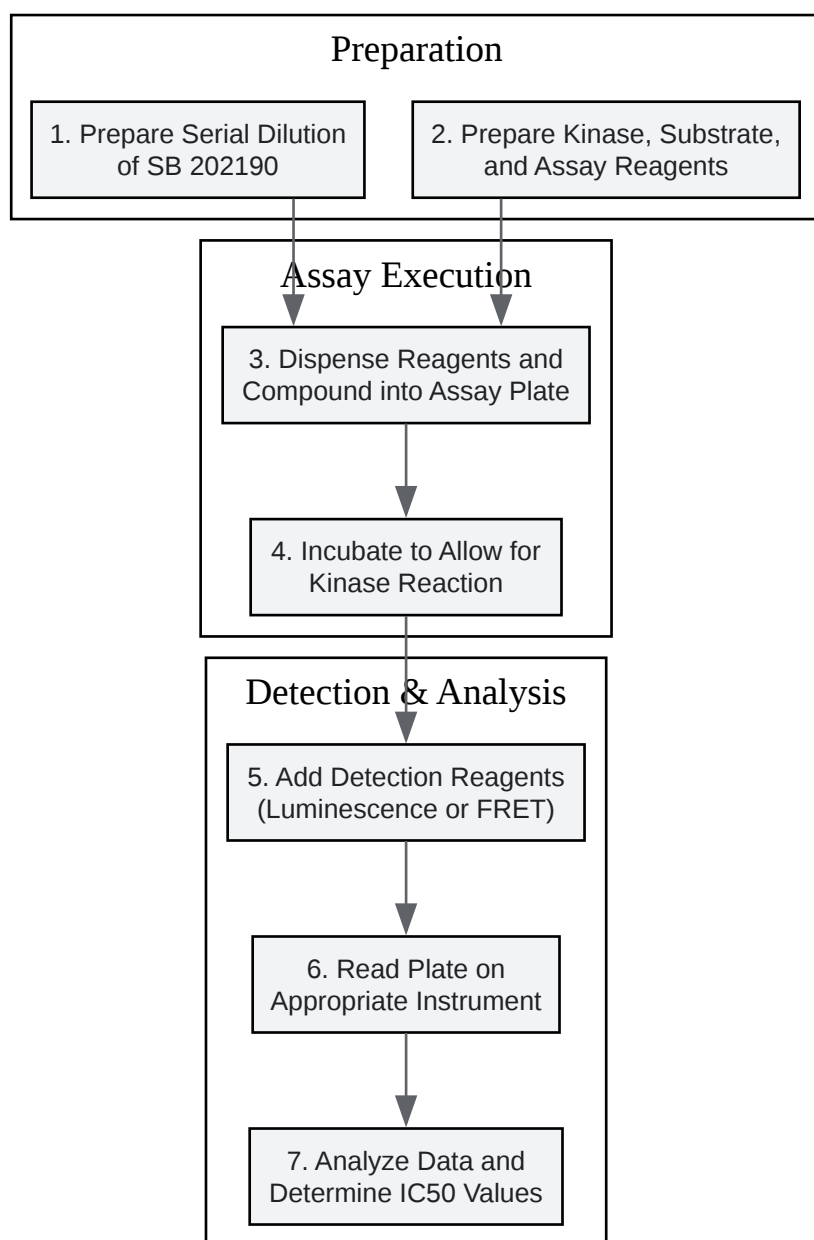 Preparation
1. Prepare Serial Dilution
of SB 202190
2. Prepare Kinase, Substrate,
and Assay Reagents
Assay Execution
3. Dispense Reagents and
Compound into Assay Plate
4. Incubate to Allow for
Kinase Reaction
Detection & Analysis
5. Add Detection Reagents
(Luminescence or FRET)
6. Read Plate on
Appropriate Instrument
7. Analyze Data and
Determine IC50 Values